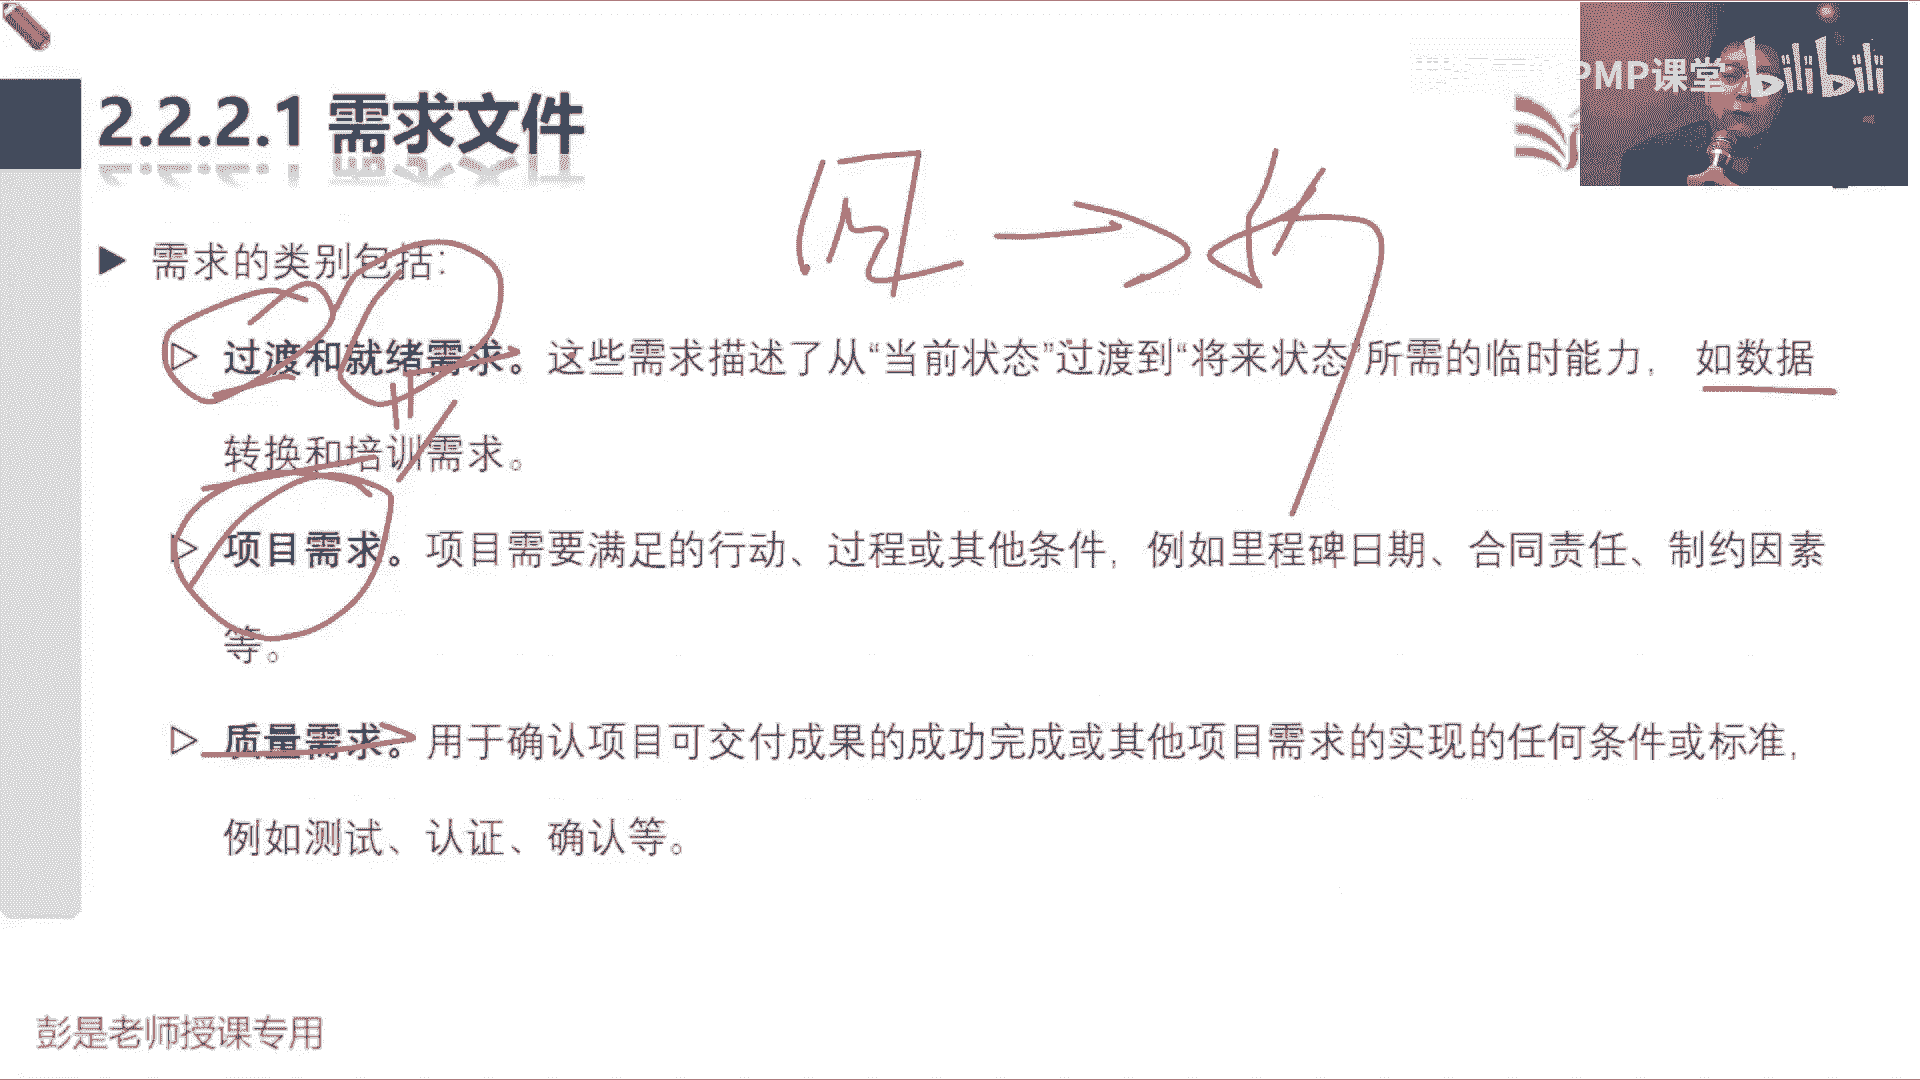 PMP课堂 bilibili
2.2.2.1 需求文件
需求的类别包括：
过渡和就绪需求。这些需求描述了从“当前状态”过渡到“将来状态”所需的临时能力， 如数据
转换和培训需求。
项目需求。项目需要满足的行动、过程或其他条件，例如里程碑日期、合同责任、制约因素
等。
质量需求。用于确认项目可交付成果的成功完成或其他项目需求的实现的任何条件或标准，
例如测试、认证、确认等。
彭是老师授课专用